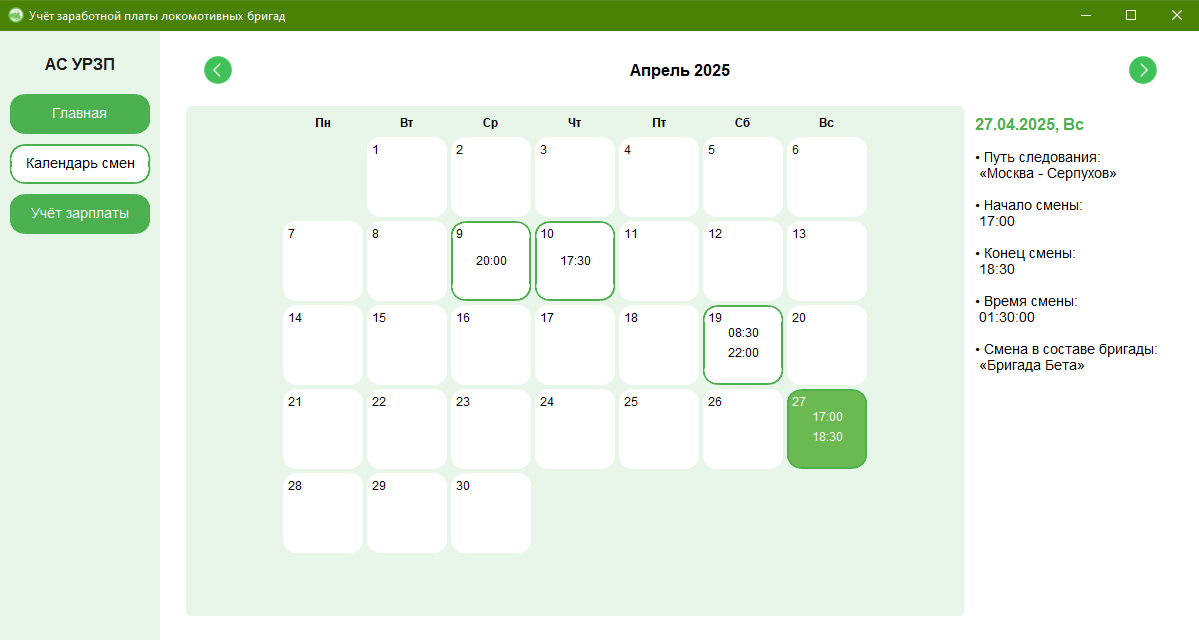 Учёт заработной платы локомотивных бригад
АС УРЗП
Главная
Календарь смен
Учёт зарплаты
Апрель 2025
Пн Вт Ср Чт Пт Сб Вс
1 2 3 4 5 6
7 8 9 10 11 12 13
20:00 17:30
14 15 16 17 18 19 20
08:30
22:00
21 22 23 24 25 26 27
17:00
18:30
28 29 30
27.04.2025, Вс
• Путь следования:
«Москва - Серпухов»
• Начало смены:
17:00
• Конец смены:
18:30
• Время смены:
01:30:00
• Смена в составе бригады:
«Бригада Бета»